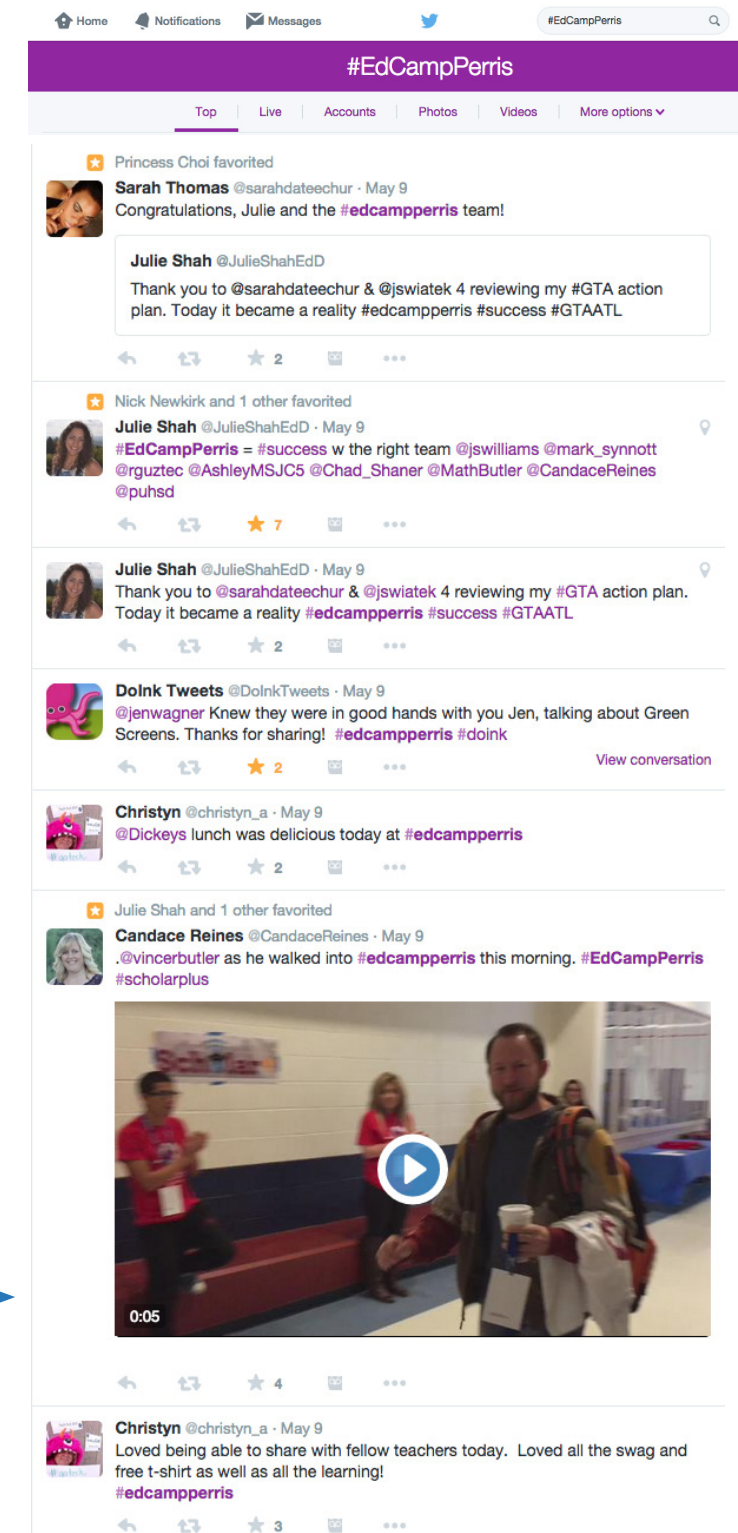 Home Notifications Messages #EdCampPerris
#EdCampPerris
Top Live Accounts Photos Videos More options
Princess Choi favorited
Sarah Thomas @sarahdateechur · May 9
Congratulations, Julie and the #edcampperris team!
Julie Shah @JulieShahEdD
Thank you to @sarahdateechur & @jswiatek 4 reviewing my #GTA action
plan. Today it became a reality #edcampperris #success #GTAATL
2
Nick Newkirk and 1 other favorited
Julie Shah @JulieShahEdD · May 9
#EdCampPerris = #success w the right team @jswilliams @mark_synnott
@rguztec @AshleyMSJC5 @Chad_Shaner @MathButler @CandaceReines
@puhsd
7
Julie Shah @JulieShahEdD · May 9
Thank you to @sarahdateechur & @jswiatek 4 reviewing my #GTA action plan.
Today it became a reality #edcampperris #success #GTAATL
2
DoInk Tweets @DoInkTweets · May 9
@jenwagner Knew they were in good hands with you Jen, talking about Green
Screens. Thanks for sharing! #edcampperris #doink
View conversation
2
Christyn @christyn_a · May 9
@Dickeys lunch was delicious today at #edcampperris
2
Julie Shah and 1 other favorited
Candace Reines @CandaceReines · May 9
.@vincerbutler as he walked into #edcampperris this morning. #EdCampPerris
#scholarplus
Scholar+
0:05
4
Christyn @christyn_a · May 9
Loved being able to share with fellow teachers today. Loved all the swag and
free t-shirt as well as all the learning!
#edcampperris
3